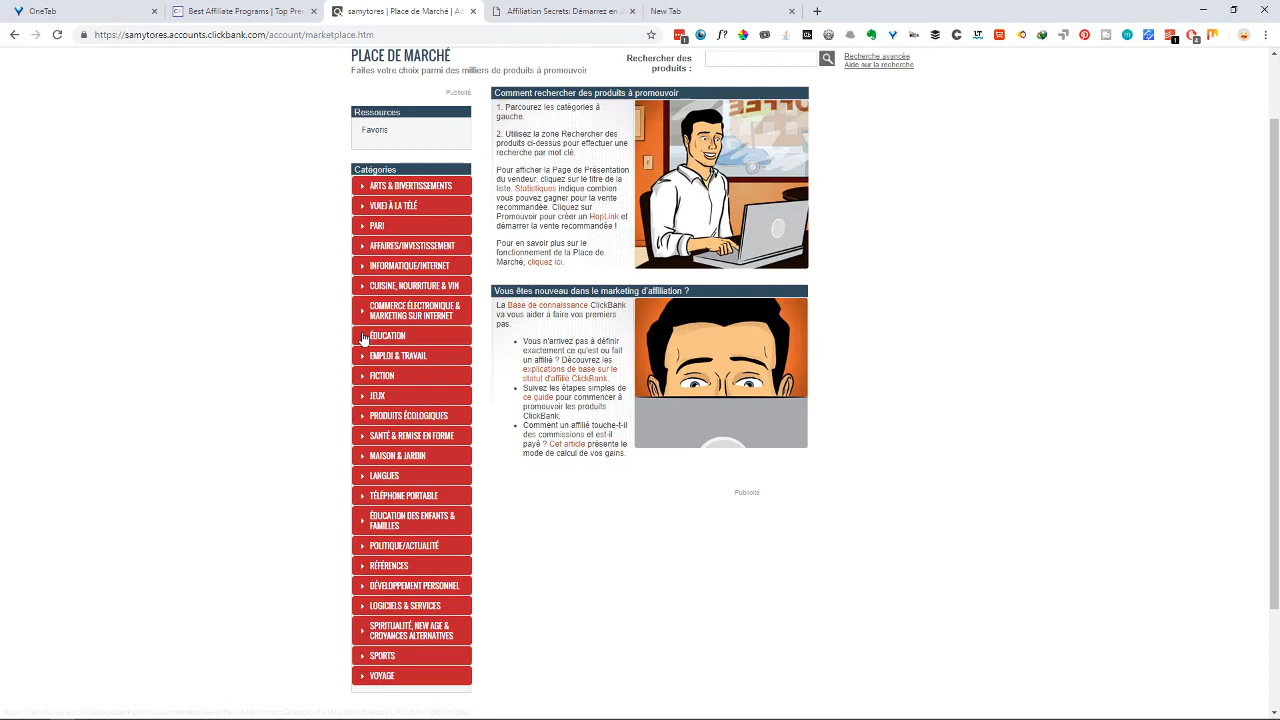 OneTab
Best Affiliate Programs | Top Pre
samytores.accounts.clickbank.com/account/marketplace.htm
samytores' marketplace | Ad
Affiliation Secrets: Démarrez en A
New Tab
https://samytores.accounts.clickbank.com/account/marketplace.htm
PLACE DE MARCHÉ
Faites votre choix parmi des milliers de produits à promouvoir
Rechercher des
produits :
Recherche avancée
Aide sur la recherche
Publicité
Ressources
Favoris
Catégories
ARTS & DIVERTISSEMENTS
VU(E) À LA TÉLÉ
PARI
AFFAIRES/INVESTISSEMENT
INFORMATIQUE/INTERNET
CUISINE, NOURRITURE & VIN
COMMERCE ÉLECTRONIQUE &
MARKETING SUR INTERNET
ÉDUCATION
EMPLOI & TRAVAIL
FICTION
JEUX
PRODUITS ÉCOLOGIQUES
SANTÉ & REMISE EN FORME
MAISON & JARDIN
LANGUES
TÉLÉPHONE PORTABLE
ÉDUCATION DES ENFANTS &
FAMILLES
POLITIQUE/ACTUALITÉ
RÉFÉRENCES
DÉVELOPPEMENT PERSONNEL
LOGICIELS & SERVICES
SPIRITUALITÉ, NEW AGE &
CROYANCES ALTERNATIVES
SPORTS
VOYAGE
Comment rechercher des produits à promouvoir
1. Parcourez les catégories à
gauche.
2. Utilisez la zone Rechercher des
produits ci-dessus pour effectuer une
recherche par mot clé.
Pour afficher la Page de Présentation
du vendeur, cliquez sur le titre de la
liste. Statistiques indique combien
vous pouvez gagner pour la vente
recommandée. Cliquez sur
Promouvoir pour créer un HopLink et
démarrer la vente recommandée !
Pour en savoir plus sur le
fonctionnement de la Place de
Marché, cliquez ici.
Vous êtes nouveau dans le marketing d'affiliation ?
La Base de connaissance ClickBank
va vous aider à faire vos premiers
pas.
Vous n'arrivez pas à définir
exactement ce qu'est ou fait
un affilié ? Découvrez les
explications de base sur le
statut d'affilié ClickBank.
Suivez les étapes simples de
ce guide pour commencer à
promouvoir les produits
ClickBank.
Comment un affilié touche-t-il
des commissions et est-il
payé ? Cet article présente le
mode de calcul de vos gains.
Publicité